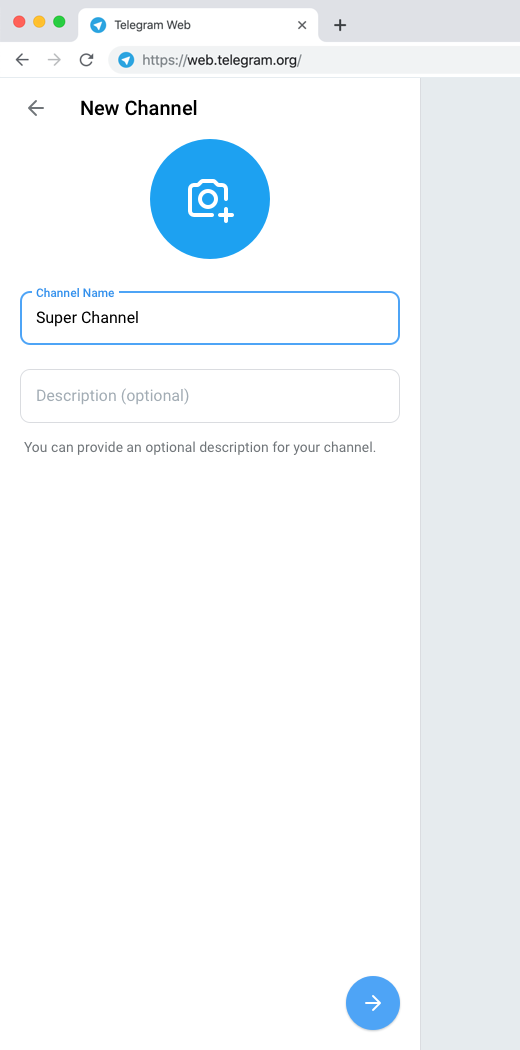 Telegram Web
https://web.telegram.org/
New Channel
Channel Name
Super Channel
Description (optional)
You can provide an optional description for your channel.